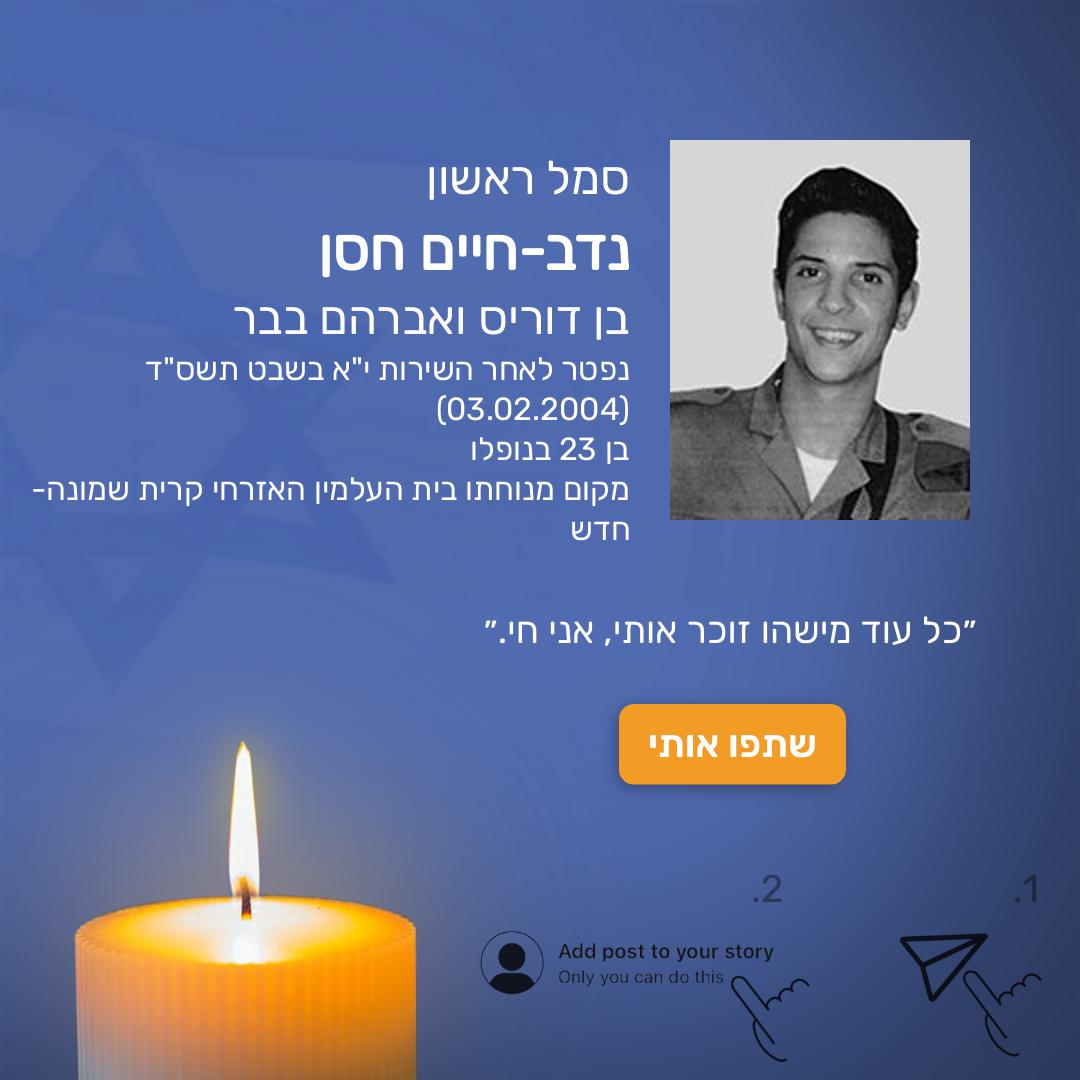 סמל ראשון
נדב-חיים חסן
בן דוריס ואברהם בבר
נפטר לאחר השירות י"א בשבט תשס"ד
(03.02.2004)
בן 23 בנופלו
מקום מנוחתו בית העלמין האזרחי קרית שמונה-
חדש
״כל עוד מישהו זוכר אותי, אני חי.״
שתפו אותי
.1
.2
Add post to your story
Only you can do this